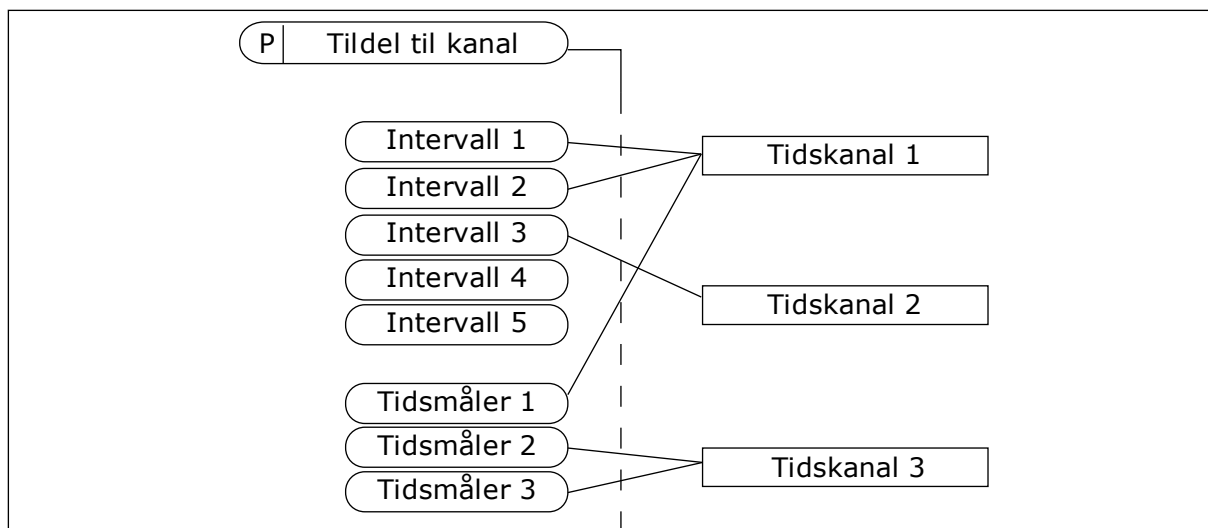 P Tildel til kanal
Intervall 1
Intervall 2
Intervall 3
Intervall 4
Intervall 5
Tidsmåler 1
Tidsmåler 2
Tidsmåler 3
Tidskanal 1
Tidskanal 2
Tidskanal 3